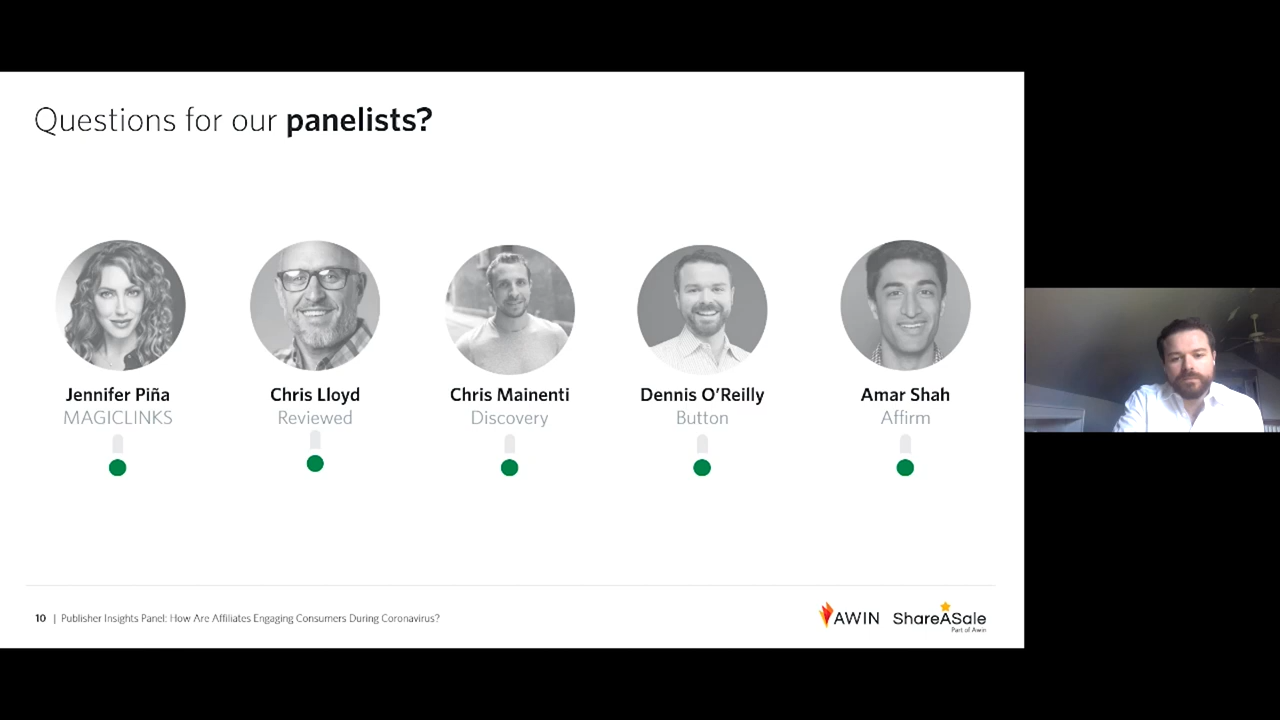 Questions for our panelists?
Jennifer Piña
MAGICLINKS
Chris Lloyd
Reviewed
Chris Mainenti
Discovery
Dennis O'Reilly
Button
Amar Shah
Affirm
10 | Publisher Insights Panel: How Are Affiliates Engaging Consumers During Coronavirus?
AWIN
ShareASale
Part of Awin